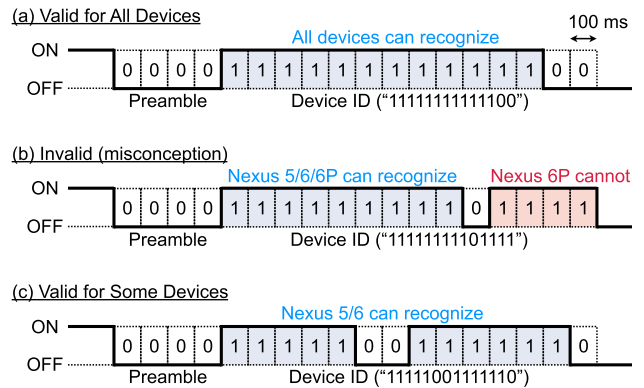 (a) Valid for All Devices
100 ms
All devices can recognize
ON
0 0 0 0 1 1 1 1 1 1 1 1 1 1 1 1 0 0
OFF
Preamble Device ID (“11111111111100”)
(b) Invalid (misconception)
Nexus 5/6/6P can recognize Nexus 6P cannot
ON
0 0 0 0 1 1 1 1 1 1 1 1 1 0 1 1 1 1
OFF
Preamble Device ID (“11111111101111”)
(c) Valid for Some Devices
Nexus 5/6 can recognize
ON
0 0 0 0 1 1 1 1 1 0 0 1 1 1 1 1 1 0
OFF
Preamble Device ID (“11111001111110”)